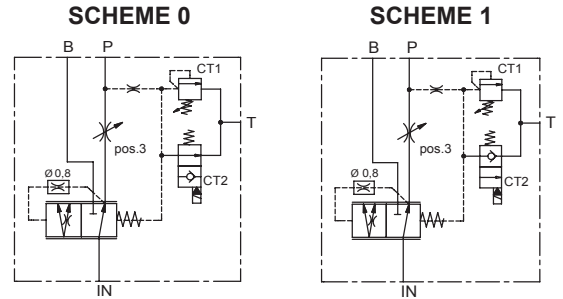 SCHEME 0
B P
CT1
T
pos.3
Ø 0,8
CT2
IN
SCHEME 1
B P
CT1
T
pos.3
Ø 0,8
CT2
IN